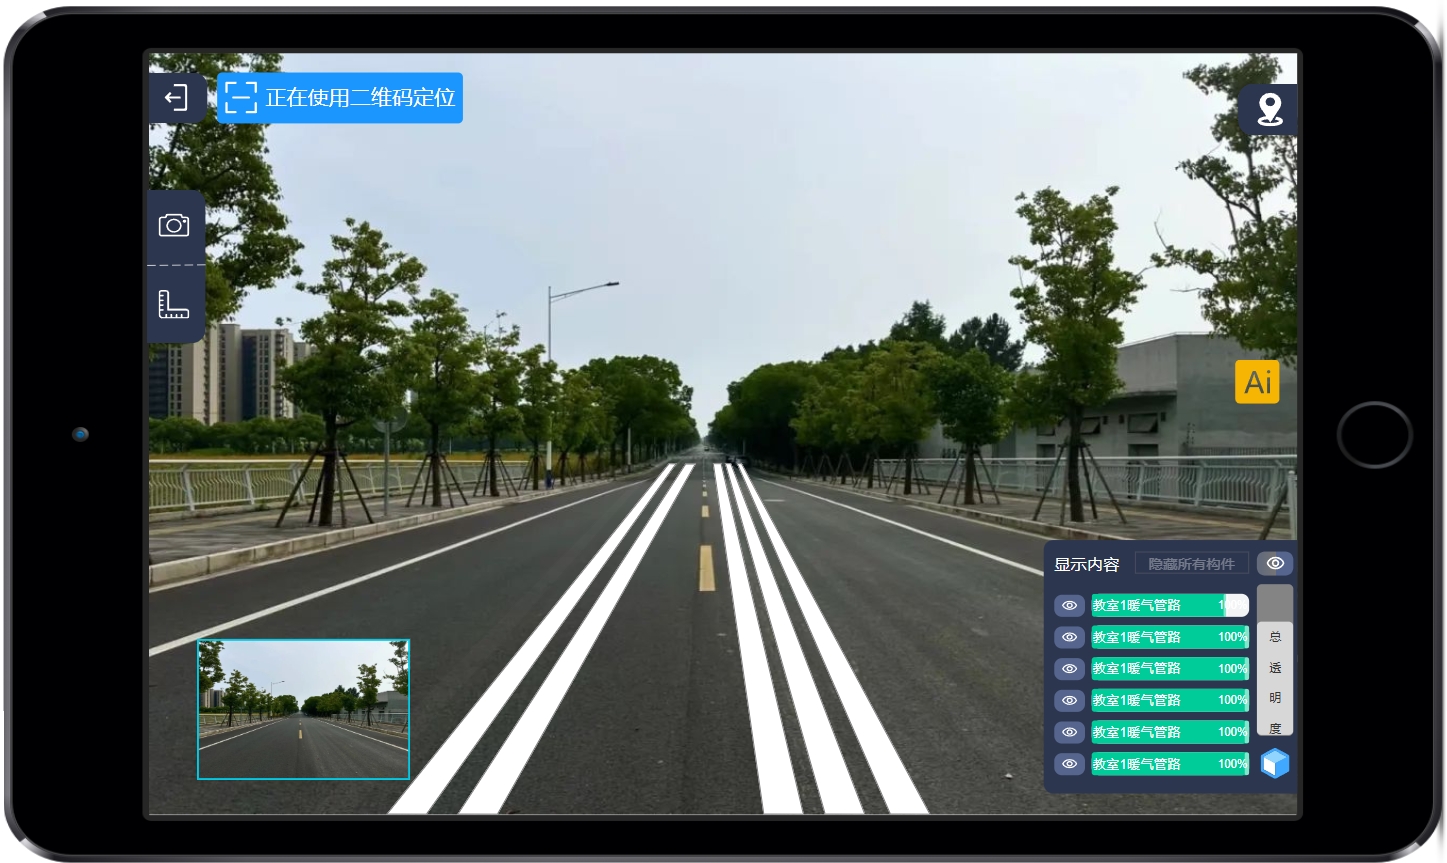 正在使用二维码定位
Ai
显示内容
隐藏所有构件
教室1暖气管路 100%
教室1暖气管路 100%
教室1暖气管路 100%
教室1暖气管路 100%
教室1暖气管路 100%
教室1暖气管路 100%
总
透
明
度